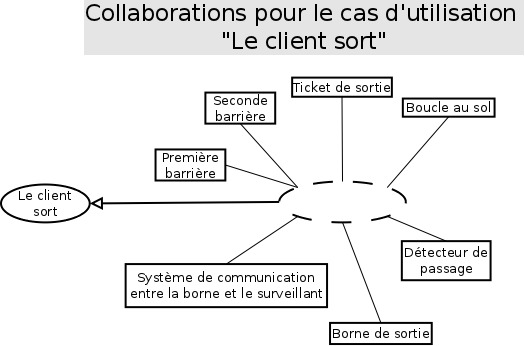 Collaborations pour le cas d'utilisation
"Le client sort"
Ticket de sortie
Seconde
barrière
Boucle au sol
Première
barrière
Le client
sort
Détecteur de
passage
Système de communication
entre la borne et le surveillant
Borne de sortie